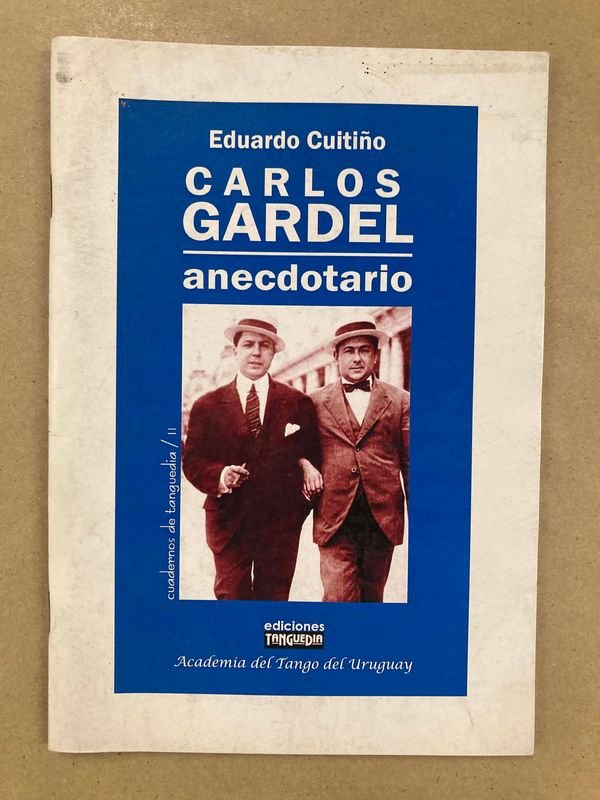 Eduardo Cuitiño
CARLOS
GARDEL
anecdotario
cuadernos de tanguedia / 11
ediciones
TANGUEDIA
Academia del Tango del Uruguay